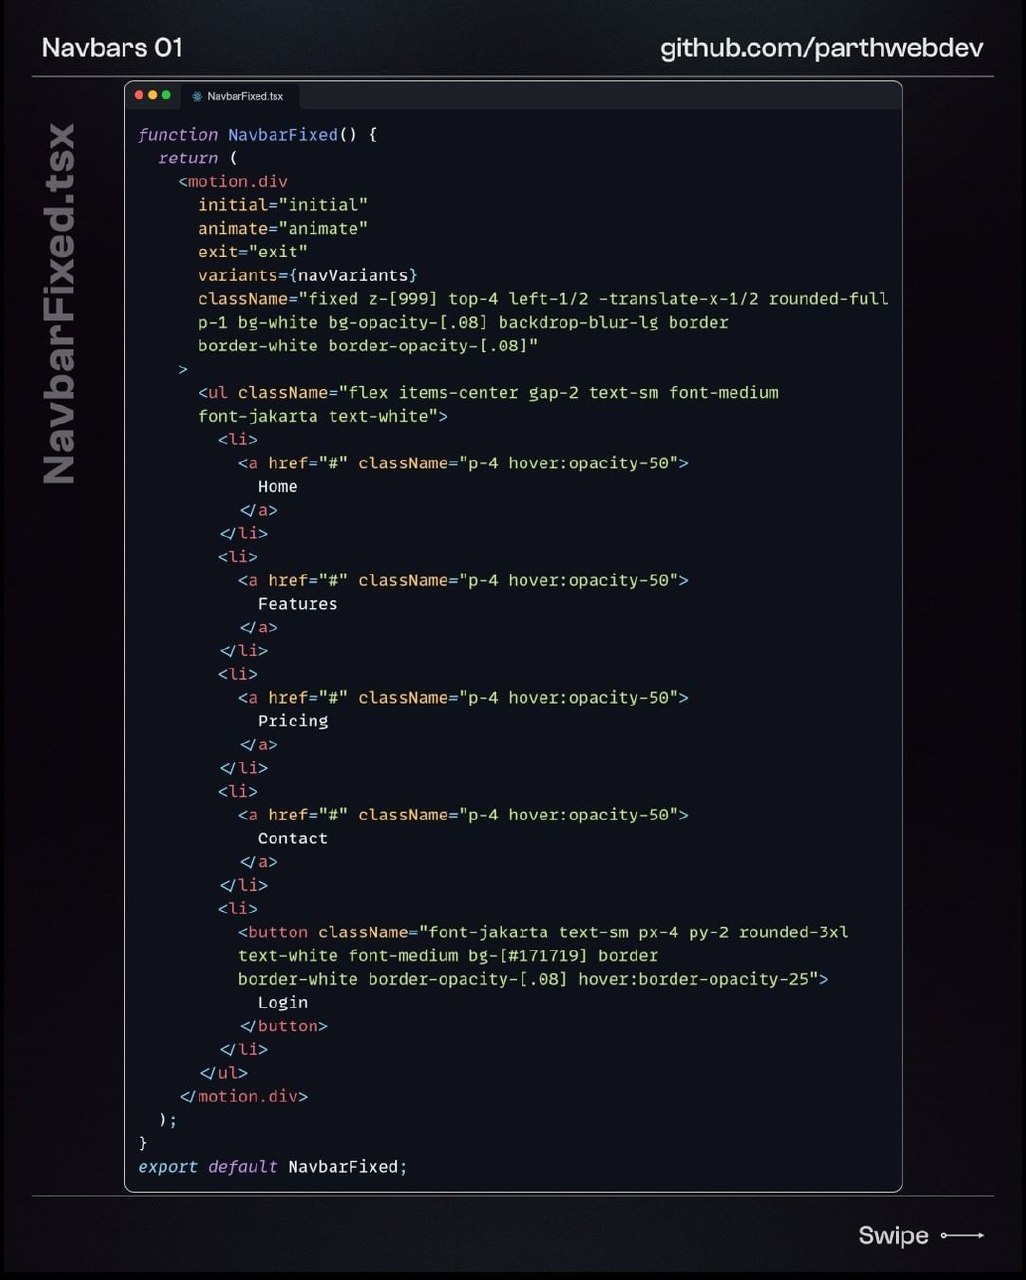 Navbars 01
github.com/parthwebdev
NavbarFixed.tsx
NavbarFixed.tsx
function NavbarFixed() {
  return (
    <motion.div
      initial="initial"
      animate="animate"
      exit="exit"
      variants={navVariants}
      className="fixed z-[999] top-4 left-1/2 -translate-x-1/2 rounded-full
      p-1 bg-white bg-opacity-[.08] backdrop-blur-lg border
      border-white border-opacity-[.08]"
    >
      <ul className="flex items-center gap-2 text-sm font-medium
      font-jakarta text-white">
        <li>
          <a href="#" className="p-4 hover:opacity-50">
            Home
          </a>
        </li>
        <li>
          <a href="#" className="p-4 hover:opacity-50">
            Features
          </a>
        </li>
        <li>
          <a href="#" className="p-4 hover:opacity-50">
            Pricing
          </a>
        </li>
        <li>
          <a href="#" className="p-4 hover:opacity-50">
            Contact
          </a>
        </li>
        <li>
          <button className="font-jakarta text-sm px-4 py-2 rounded-3xl
          text-white font-medium bg-[#171719] border
          border-white border-opacity-[.08] hover:border-opacity-25">
            Login
          </button>
        </li>
      </ul>
    </motion.div>
  );
}
export default NavbarFixed;
Swipe